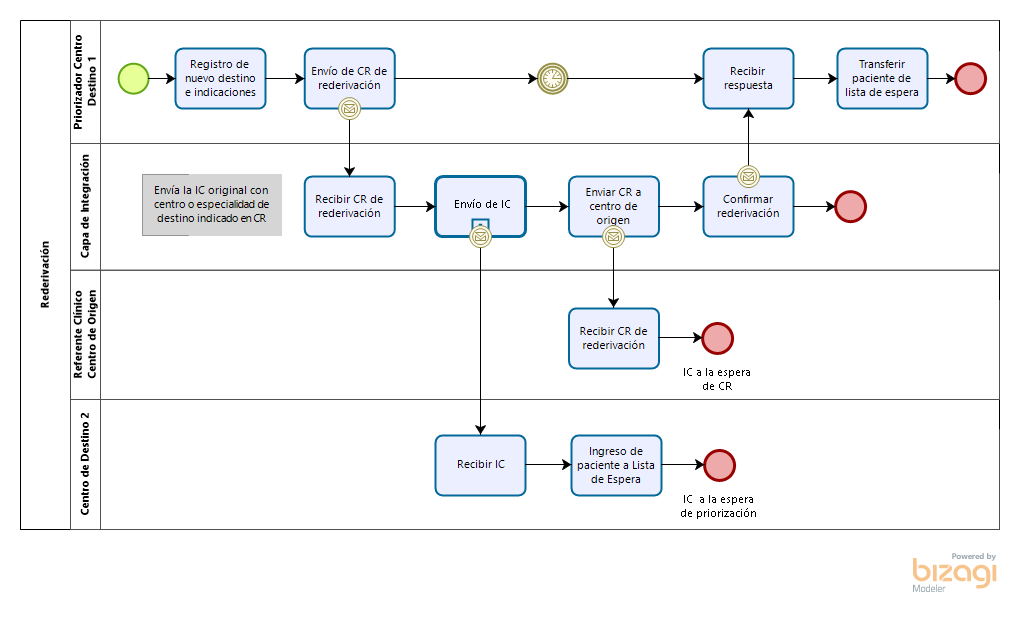 Rederivación
Priorizador Centro
Destino 1
Registro de
nuevo destino
e indicaciones
Envío de CR de
rederivación
Recibir
respuesta
Transferir
paciente de
lista de espera
Capa de Integración
Envía la IC original con
centro o especialidad de
destino indicado en CR
Recibir CR de
rederivación
Envío de IC
Enviar CR a
centro de
origen
Confirmar
rederivación
Referente Clínico
Centro de Origen
Recibir CR de
rederivación
IC a la espera
de CR
Centro de Destino 2
Recibir IC
Ingreso de
paciente a Lista
de Espera
IC a la espera
de priorización
Powered by
bizagi
Modeler